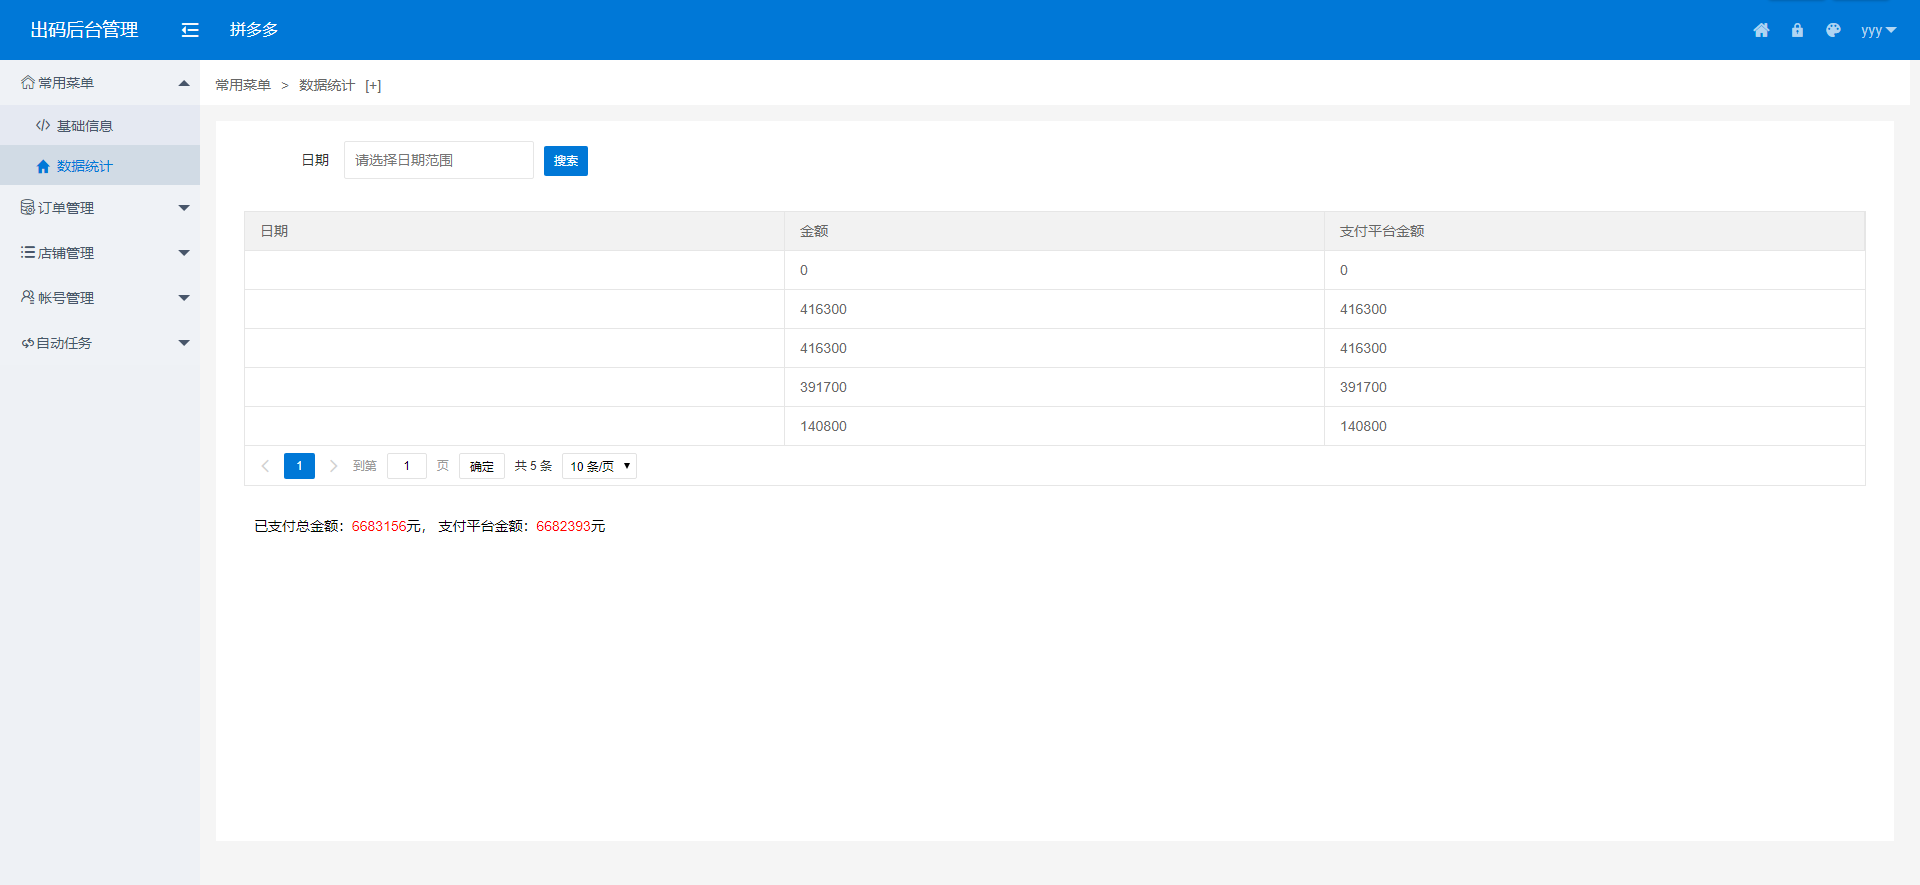 出码后台管理
拼多多
yyy
常用菜单
基础信息
数据统计
订单管理
店铺管理
帐号管理
自动任务
常用菜单 > 数据统计 [+]
日期 请选择日期范围 搜索
日期 金额 支付平台金额
0 0
416300 416300
416300 416300
391700 391700
140800 140800
1 到第 1 页 确定 共 5 条 10 条/页
已支付总金额：6683156元， 支付平台金额：6682393元